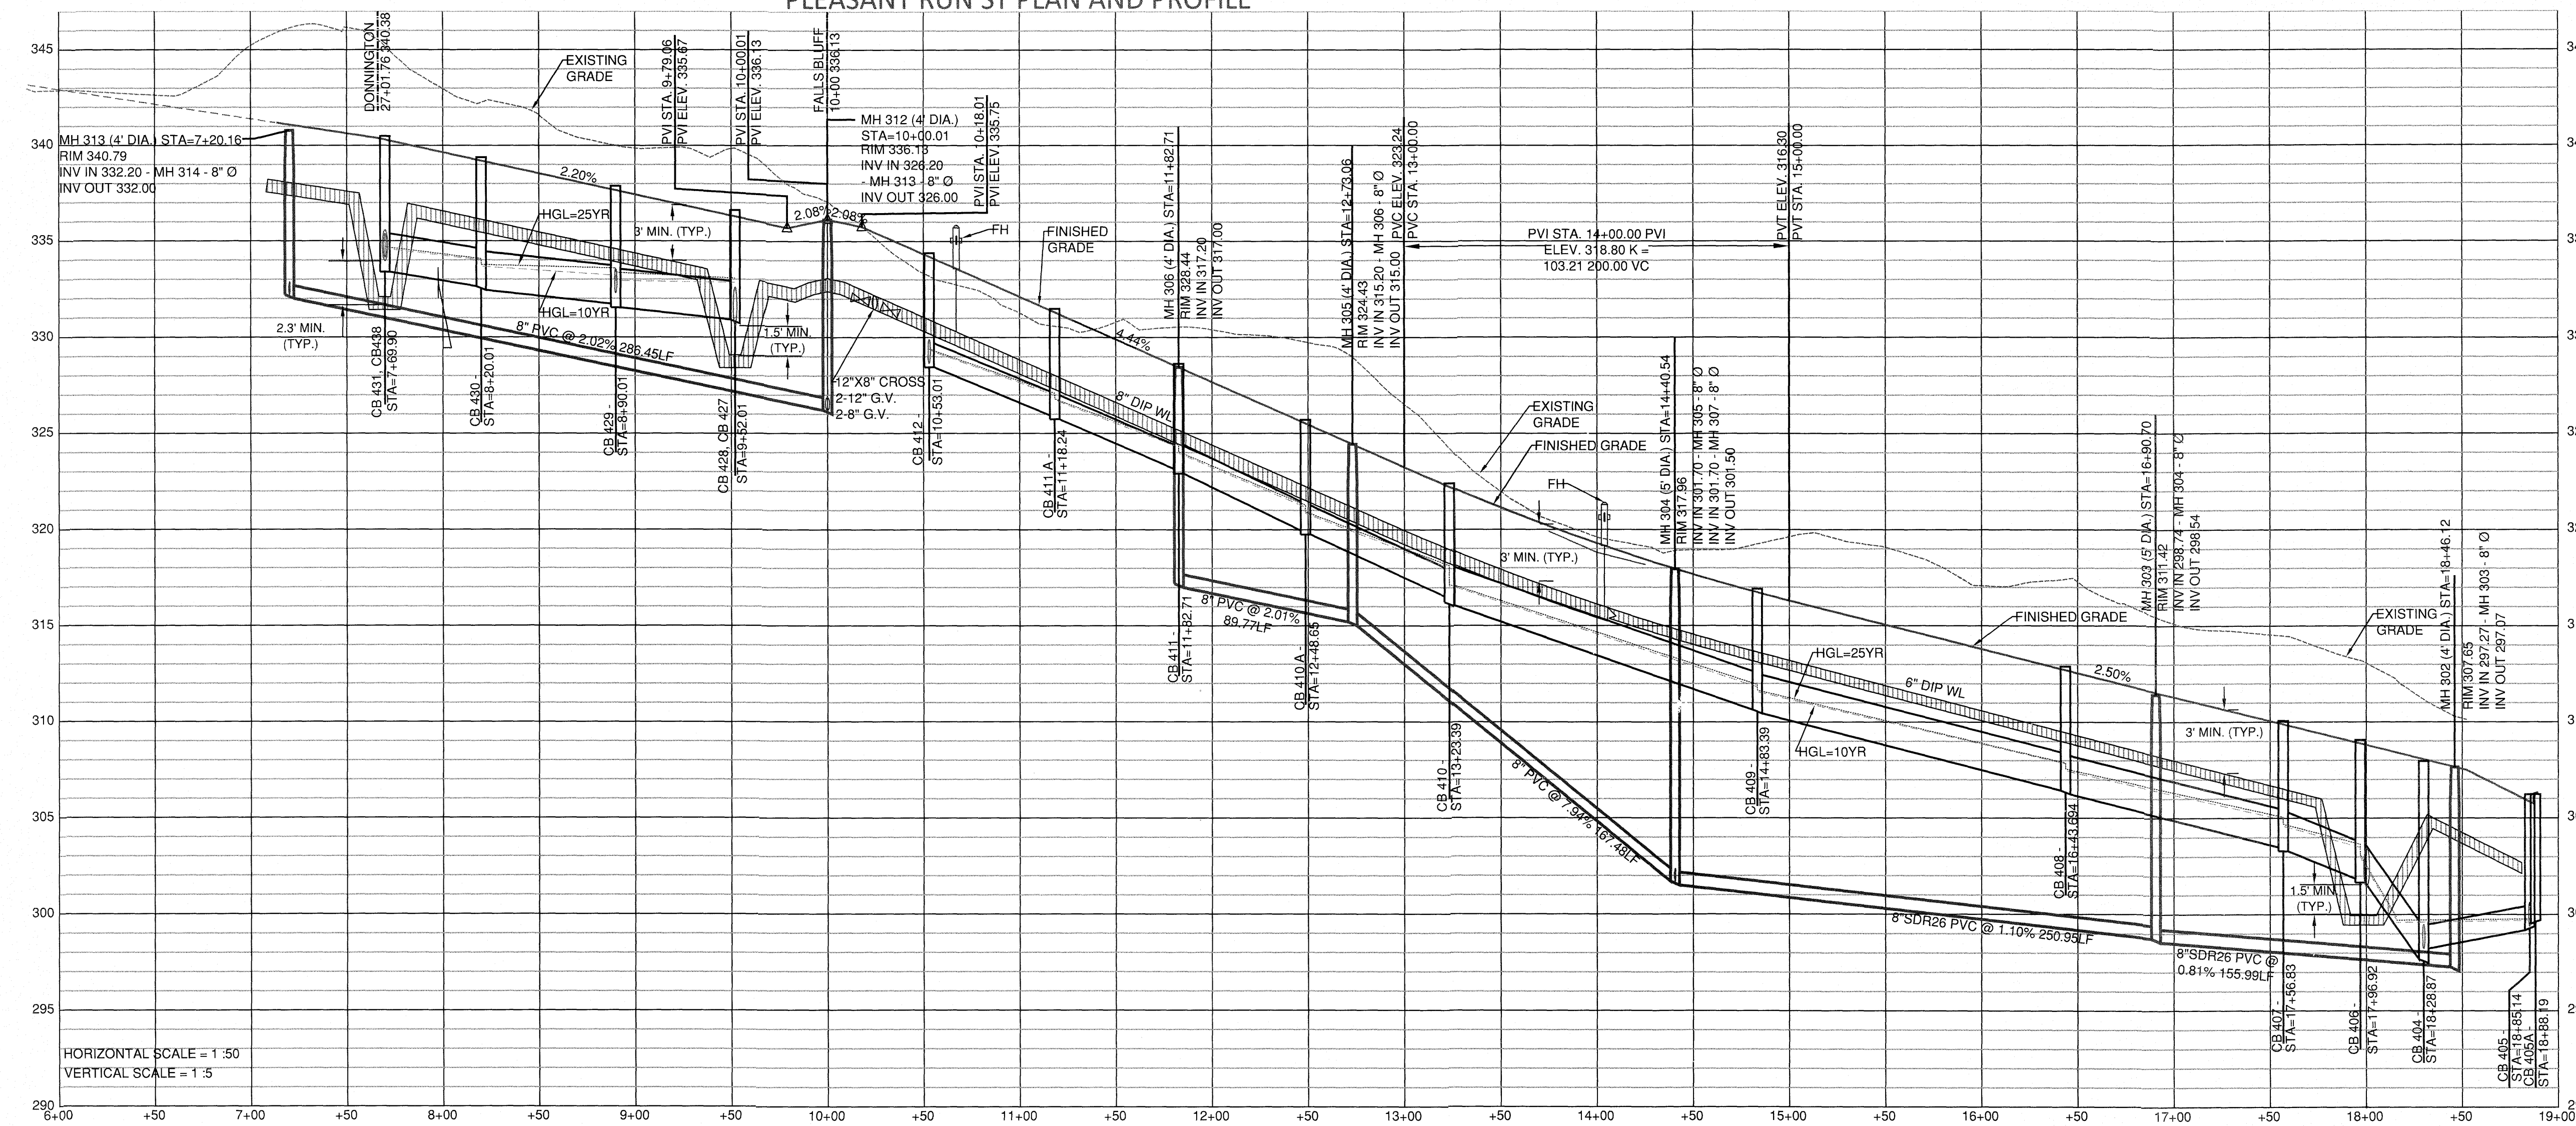 PLEASANT RUN ST PLAN AND PROFILE
345
340
335
330
325
320
315
310
305
300
295
290
DONNINGTON
27+01.76 340.38
EXISTING
GRADE
PVI STA. 9+79.06
PVI ELEV. 335.67
PVI STA. 10+00.01
PVI ELEV. 336.13
FALLS BLUFF
10+00 336.13
MH 312 (4' DIA.)
STA=10+00.01
RIM 336.13
INV IN 326.20
- MH 313 - 8" Ø
INV OUT 326.00
PVI STA. 10+18.01
PVI ELEV. 335.75
MH 313 (4' DIA.) STA=7+20.16
RIM 340.79
INV IN 332.20 - MH 314 - 8" Ø
INV OUT 332.00
2.20%
HGL=25YR
3' MIN. (TYP.)
2.08%
2.08%
FH
FINISHED
GRADE
HGL=10YR
2.3' MIN.
(TYP.)
8" PVC @ 2.02% 286.45LF
1.5' MIN.
(TYP.)
12"X8" CROSS
2-12" G.V.
2-8" G.V.
CB 431, CB438
STA=7+69.90
CB 430 -
STA=8+20.01
CB 429 -
STA=8+90.01
CB 428, CB 427
STA=9+52.01
CB 412 -
STA=10+53.01
CB 411 A -
STA=11+18.24
4.44%
8" DIP WL
MH 306 (4' DIA.) STA=11+82.71
RIM 328.44
INV IN 317.20
INV OUT 317.00
MH 305 (4' DIA.) STA=12+73.06
RIM 324.43
INV IN 315.20 - MH 306 - 8" Ø
INV OUT 315.00
PVC ELEV. 323.24
PVC STA. 13+00.00
PVI STA. 14+00.00 PVI
ELEV. 318.80 K =
103.21 200.00 VC
PVT ELEV. 316.30
PVT STA. 15+00.00
8" PVC @ 2.01%
89.77LF
CB 411 -
STA=11+82.71
CB 410 A -
STA=12+48.65
EXISTING
GRADE
FINISHED GRADE
FH
3' MIN. (TYP.)
MH 304 (5' DIA.) STA=14+40.54
RIM 317.96
INV IN 301.70 - MH 305 - 8" Ø
INV IN 301.70 - MH 307 - 8" Ø
INV OUT 301.50
CB 410 -
STA=13+23.39
8" PVC @ 7.94% 167.48LF
CB 409 -
STA=14+83.39
HGL=25YR
HGL=10YR
6" DIP WL
FINISHED GRADE
CB 408 -
STA=16+43.694
2.50%
MH 303 (5' DIA.) STA=16+90.70
RIM 311.42
INV IN 298.74 - MH 304 - 8" Ø
INV OUT 298.54
3' MIN. (TYP.)
EXISTING
GRADE
MH 302 (4' DIA.) STA=18+46.12
RIM 307.65
INV IN 297.27 - MH 303 - 8" Ø
INV OUT 297.07
1.5' MIN.
(TYP.)
8"SDR26 PVC @ 1.10% 250.95LF
8"SDR26 PVC @
0.81% 155.99LF
CB 407 -
STA=17+56.83
CB 406 -
STA=17+96.92
CB 404 -
STA=18+28.87
CB 405 -
STA=18+85.14
CB 405A -
STA=18+88.19
HORIZONTAL SCALE = 1 :50
VERTICAL SCALE = 1 :5
6+00 +50 7+00 +50 8+00 +50 9+00 +50 10+00 +50 11+00 +50 12+00 +50 13+00 +50 14+00 +50 15+00 +50 16+00 +50 17+00 +50 18+00 +50 19+00